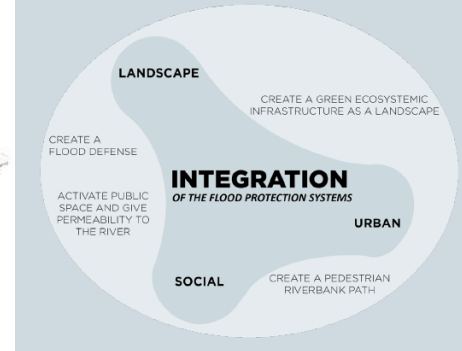 LANDSCAPE
CREATE A GREEN ECOSYSTEMIC
INFRASTRUCTURE AS A LANDSCAPE
CREATE A
FLOOD DEFENSE
INTEGRATION
OF THE FLOOD PROTECTION SYSTEMS
ACTIVATE PUBLIC
SPACE AND GIVE
PERMEABILITY TO
THE RIVER
URBAN
SOCIAL
CREATE A PEDESTRIAN
RIVERBANK PATH